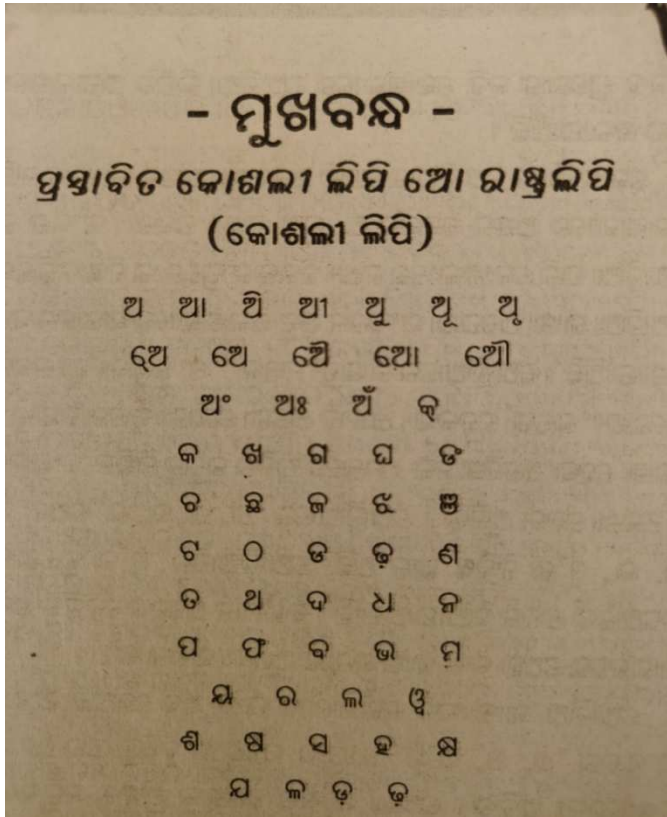 - ମୁଖବନ୍ଧ -
ପ୍ରସ୍ତାବିତ କୋଶଲୀ ଲିପି ଅୋ ରାଷ୍ଟ୍ରଲିପି
(କୋଶଲୀ ଲିପି)
ଅ ଆ ଅି ଅୀ ଅୁ ଅୂ ଅୃ
ଅେ ଅୈ ଅୋ ଅୌ
ଅଂ ଅଃ ଅଁ କ୍
କ ଖ ଗ ଘ ଙ
ଚ ଛ ଜ ଝ ଞ
ଟ ଠ ଡ ଢ଼ ଣ
ତ ଥ ଦ ଧ ନ
ପ ଫ ବ ଭ ମ
ୟ ର ଲ ୱ
ଶ ଷ ସ ହ କ୍ଷ
ଯ ଳ ଡ଼ ଢ଼